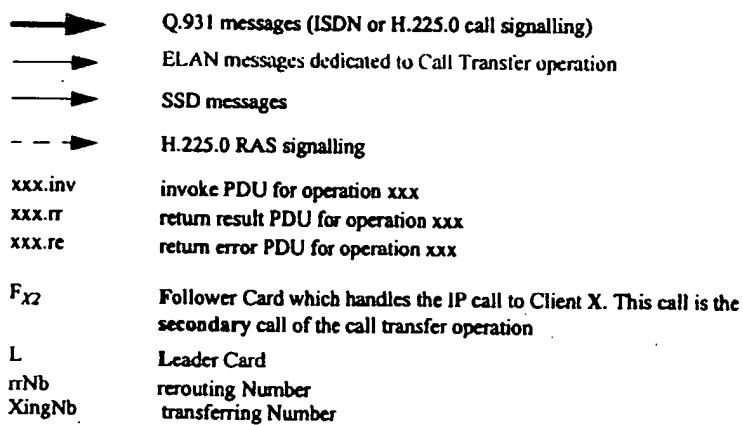 Q.931 messages (ISDN or H.225.0 call signalling)
ELAN messages dedicated to Call Transfer operation
SSD messages
H.225.0 RAS signalling
xxx.inv invoke PDU for operation xxx
xxx.rr return result PDU for operation xxx
xxx.re return error PDU for operation xxx
FX2 Follower Card which handles the IP call to Client X. This call is the
secondary call of the call transfer operation
L Leader Card
rrNb rerouting Number
XingNb transferring Number